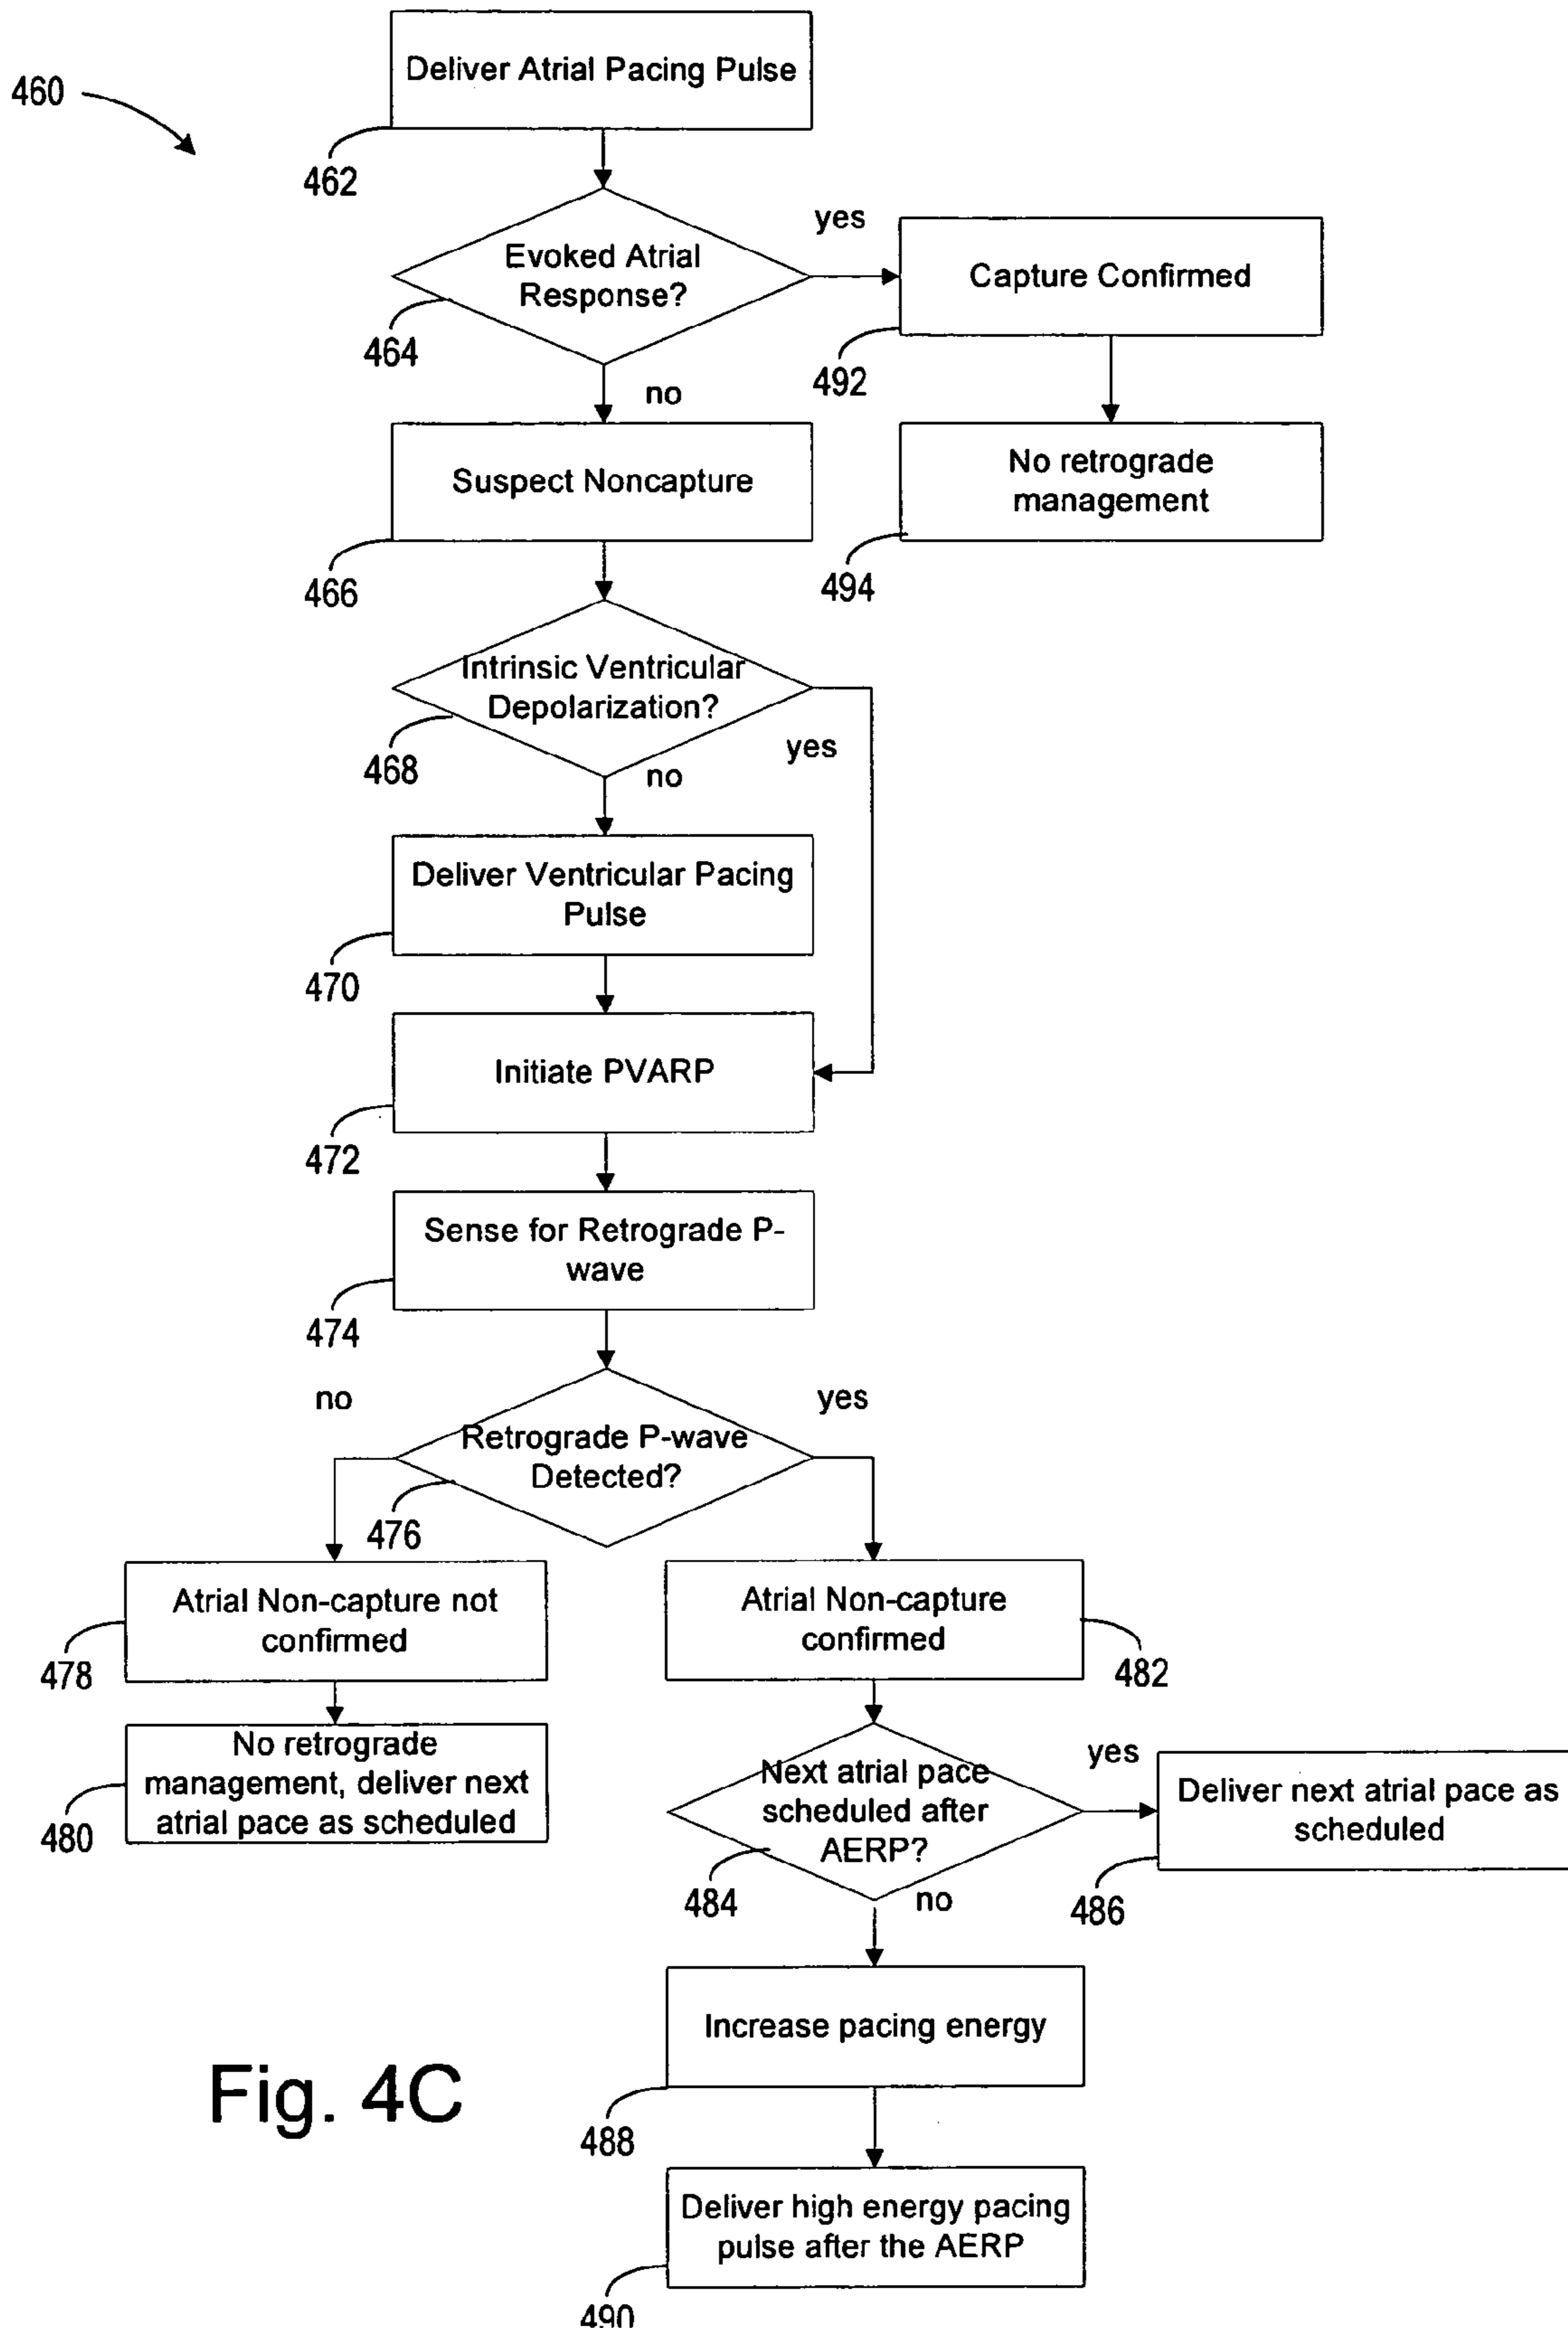 Deliver Atrial Pacing Pulse
460
462
Evoked Atrial
Response?
yes
464
no
Capture Confirmed
492
Suspect Noncapture
466
No retrograde
management
494
Intrinsic Ventricular
Depolarization?
468
yes
no
Deliver Ventricular Pacing
Pulse
470
Initiate PVARP
472
Sense for Retrograde P-
wave
474
no
yes
Retrograde P-wave
Detected?
476
Atrial Non-capture not
confirmed
478
Atrial Non-capture
confirmed
482
No retrograde
management, deliver next
atrial pace as scheduled
480
Next atrial pace
scheduled after
AERP?
484
yes
no
Deliver next atrial pace as
scheduled
486
Increase pacing energy
488
Deliver high energy pacing
pulse after the AERP
490
Fig. 4C